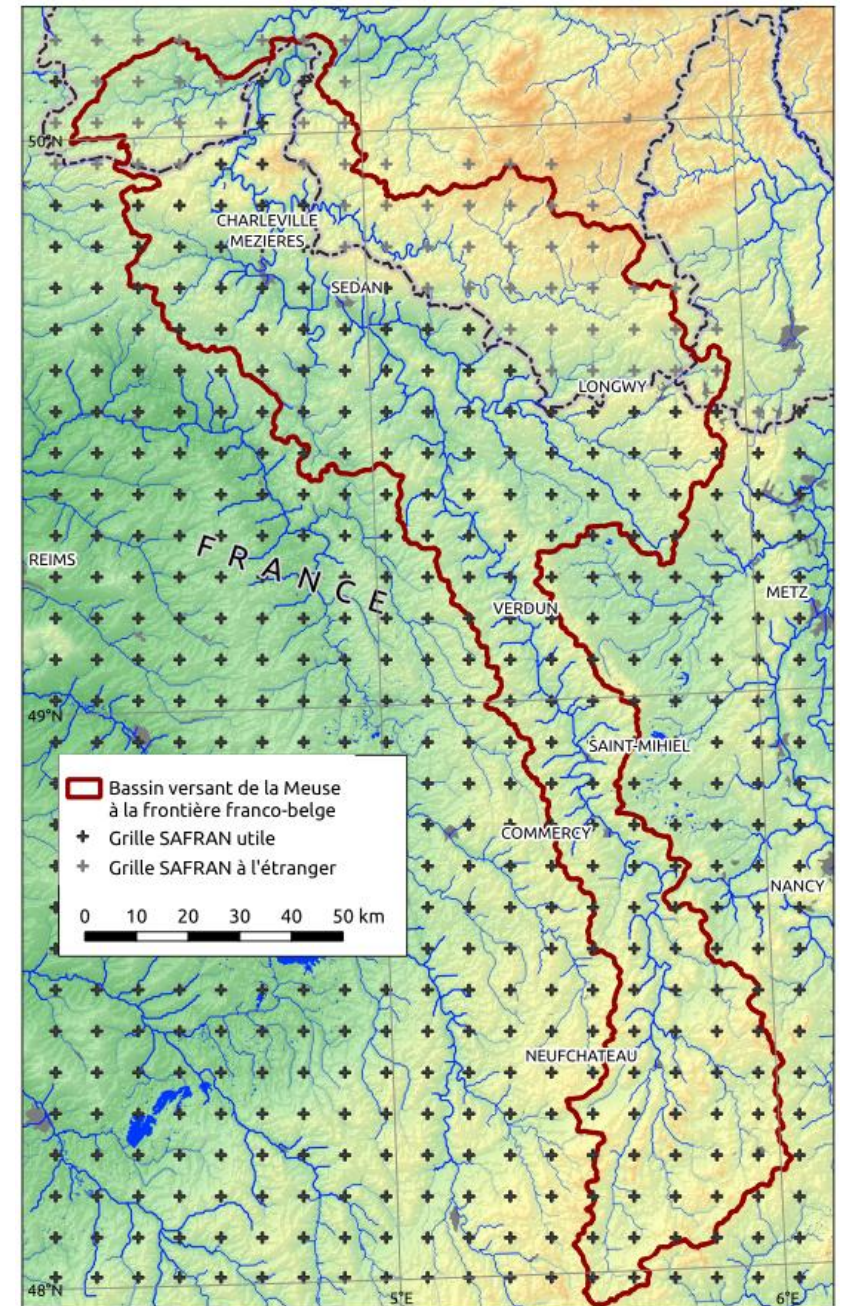 50°N
CHARLEVILLE
MEZIERES
SEDAN
LONGWY
REIMS
FRANCE
METZ
VERDUN
49°N
SAINT-MIHIEL
Bassin versant de la Meuse
à la frontière franco-belge
Grille SAFRAN utile
Grille SAFRAN à l'étranger
0 10 20 30 40 50 km
COMMERCY
NANCY
NEUFCHATEAU
48°N
5°E
6°E